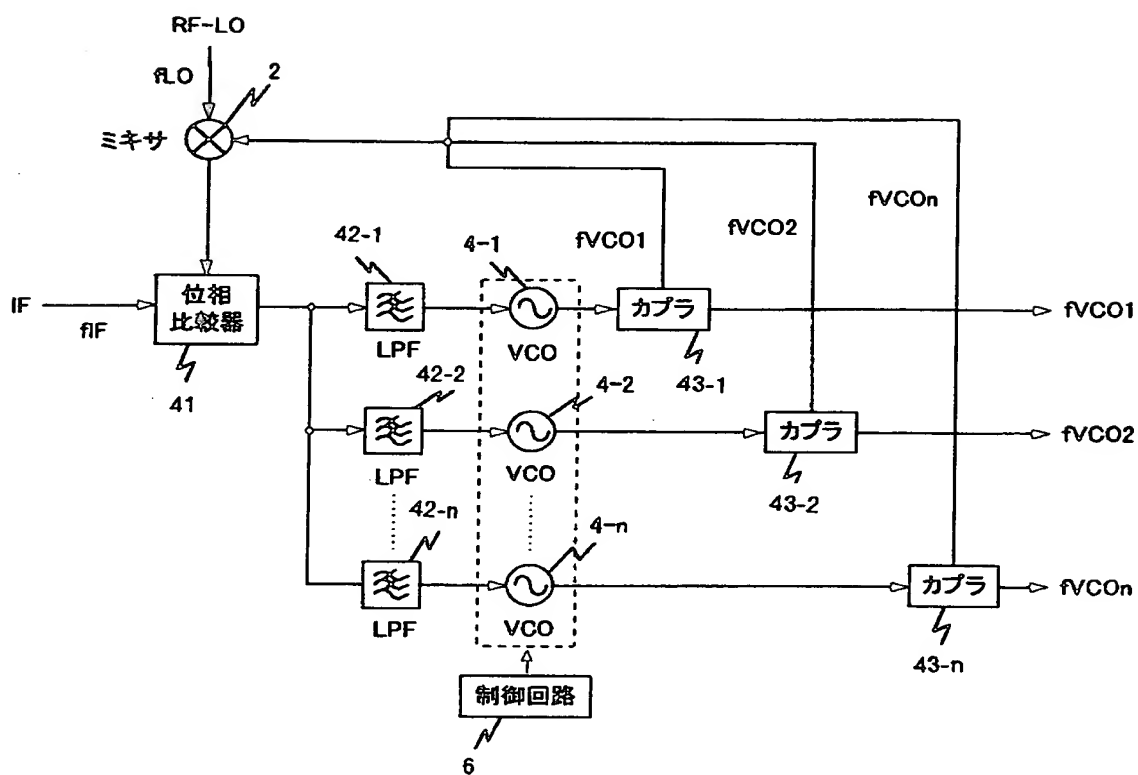 RF-LO
fLO
2
ミキサ
fVCOn
fVCO2
fVCO1
42-1
4-1
IF
fIF
位相
比較器
41
LPF
VCO
カプラ
43-1
fVCO1
42-2
4-2
LPF
VCO
カプラ
43-2
fVCO2
42-n
4-n
LPF
VCO
カプラ
43-n
fVCOn
制御回路
6